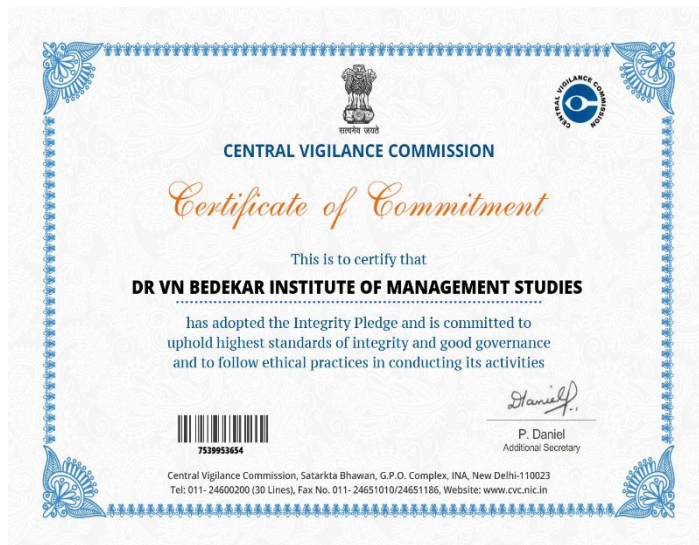 सत्यमेव जयते
CENTRAL VIGILANCE COMMISSION
CENTRAL VIGILANCE COMMISSION
Certificate of Commitment
This is to certify that
DR VN BEDEKAR INSTITUTE OF MANAGEMENT STUDIES
has adopted the Integrity Pledge and is committed to
uphold highest standards of integrity and good governance
and to follow ethical practices in conducting its activities
Daniel
P. Daniel
Additional Secretary
7539953654
Central Vigilance Commission, Satarkta Bhawan, G.P.O. Complex, INA, New Delhi-110023
Tel: 011- 24600200 (30 Lines), Fax No. 011- 24651010/24651186, Website: www.cvc.nic.in